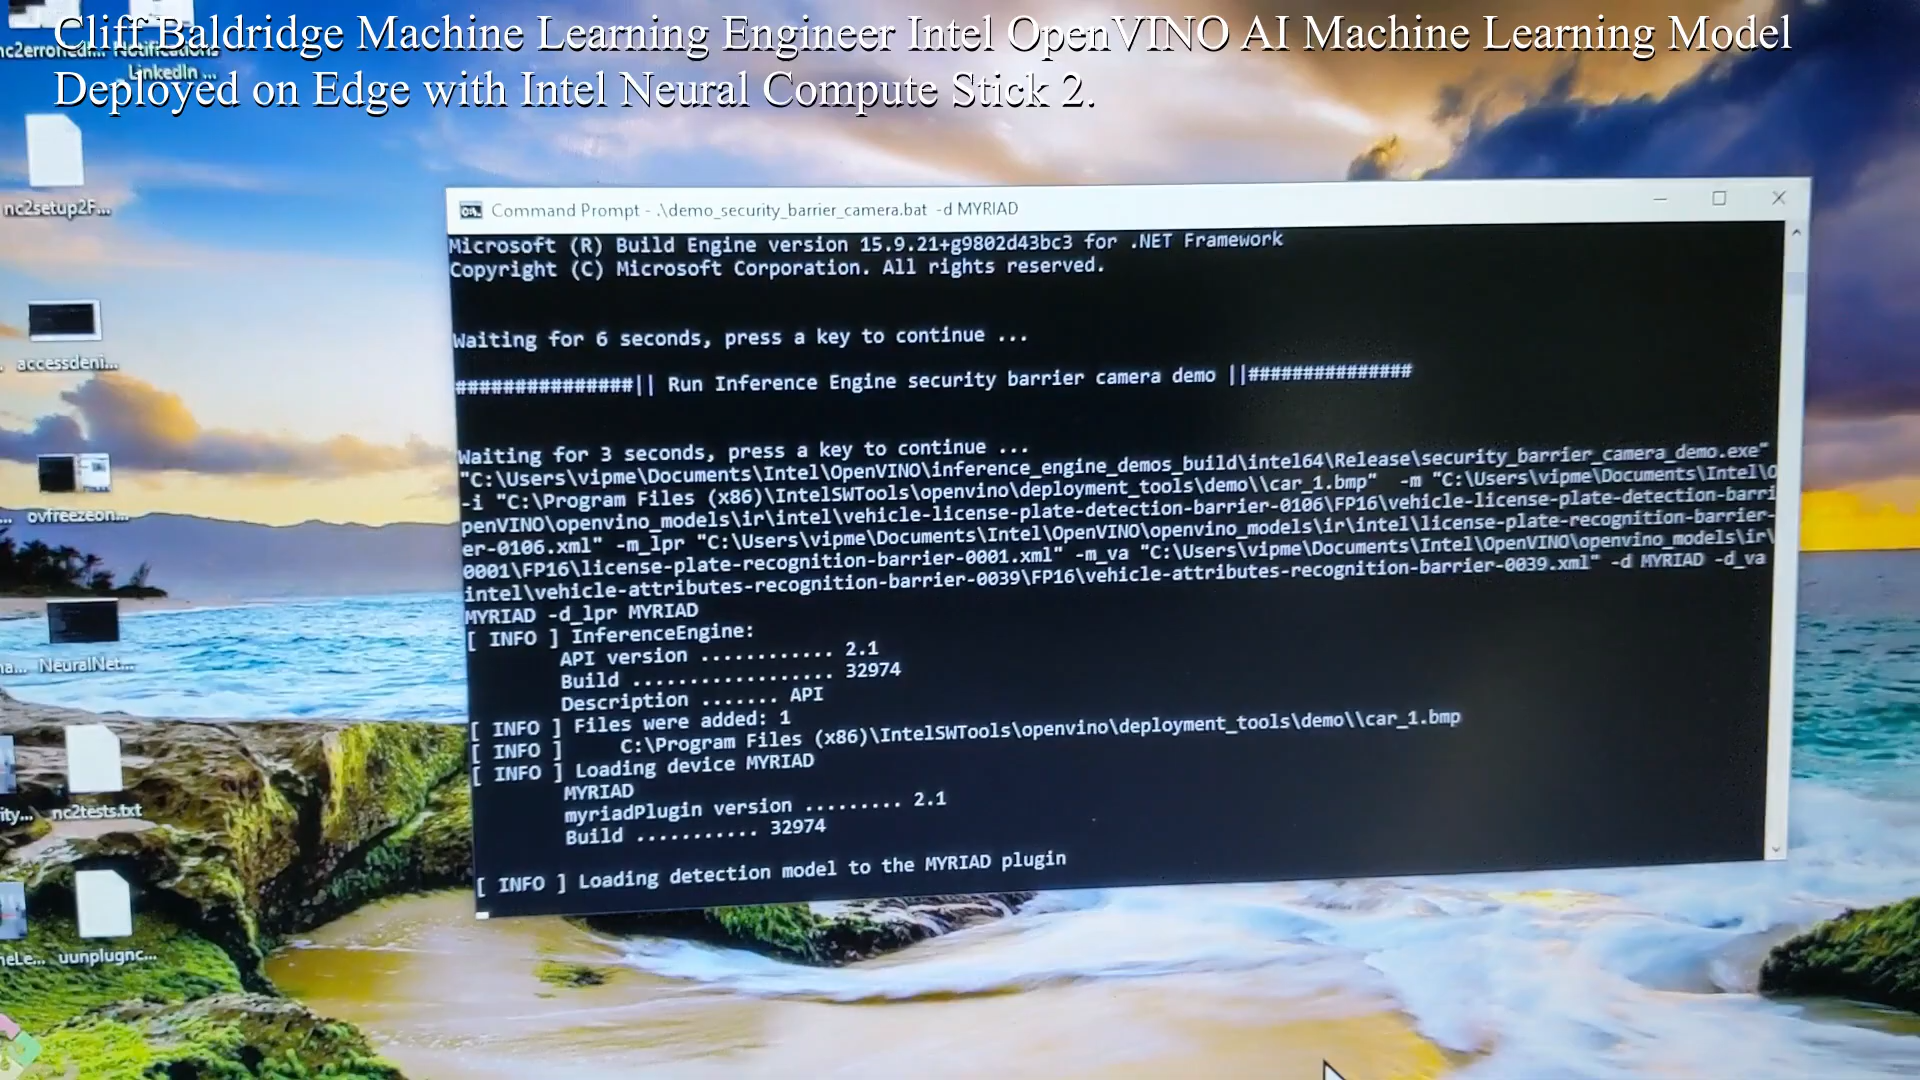 Cliff Baldridge Machine Learning Engineer Intel OpenVINO AI Machine Learning Model
Deployed on Edge with Intel Neural Compute Stick 2.
nc2erroned... Notifications
LinkedIn ...
nc2setup2F...
accessdeni...
ovfreezeon...
NeuralNet...
nc2tests.txt
uunplugnc...
Command Prompt - .\demo_security_barrier_camera.bat -d MYRIAD
Microsoft (R) Build Engine version 15.9.21+g9802d43bc3 for .NET Framework
Copyright (C) Microsoft Corporation. All rights reserved.
Waiting for 6 seconds, press a key to continue ...
###############|| Run Inference Engine security barrier camera demo ||##############
Waiting for 3 seconds, press a key to continue ...
"C:\Users\vipme\Documents\Intel\OpenVINO\inference_engine_demos_build\intel64\Release\security_barrier_camera_demo.exe"
-i "C:\Program Files (x86)\IntelSWTools\openvino\deployment_tools\demo\\car_1.bmp" -m "C:\Users\vipme\Documents\Intel\O
penVINO\openvino_models\ir\intel\vehicle-license-plate-detection-barrier-0106\FP16\vehicle-license-plate-detection-barri
er-0106.xml" -m_lpr "C:\Users\vipme\Documents\Intel\OpenVINO\openvino_models\ir\intel\license-plate-recognition-barrier-
0001\FP16\license-plate-recognition-barrier-0001.xml" -m_va "C:\Users\vipme\Documents\Intel\OpenVINO\openvino_models\ir\
intel\vehicle-attributes-recognition-barrier-0039\FP16\vehicle-attributes-recognition-barrier-0039.xml" -d MYRIAD -d_va
MYRIAD -d_lpr MYRIAD
[ INFO ] InferenceEngine:
API version ............ 2.1
Build .................. 32974
Description ....... API
[ INFO ] Files were added: 1
[ INFO ] C:\Program Files (x86)\IntelSWTools\openvino\deployment_tools\demo\\car_1.bmp
[ INFO ] Loading device MYRIAD
MYRIAD
myriadPlugin version ......... 2.1
Build ........... 32974
[ INFO ] Loading detection model to the MYRIAD plugin